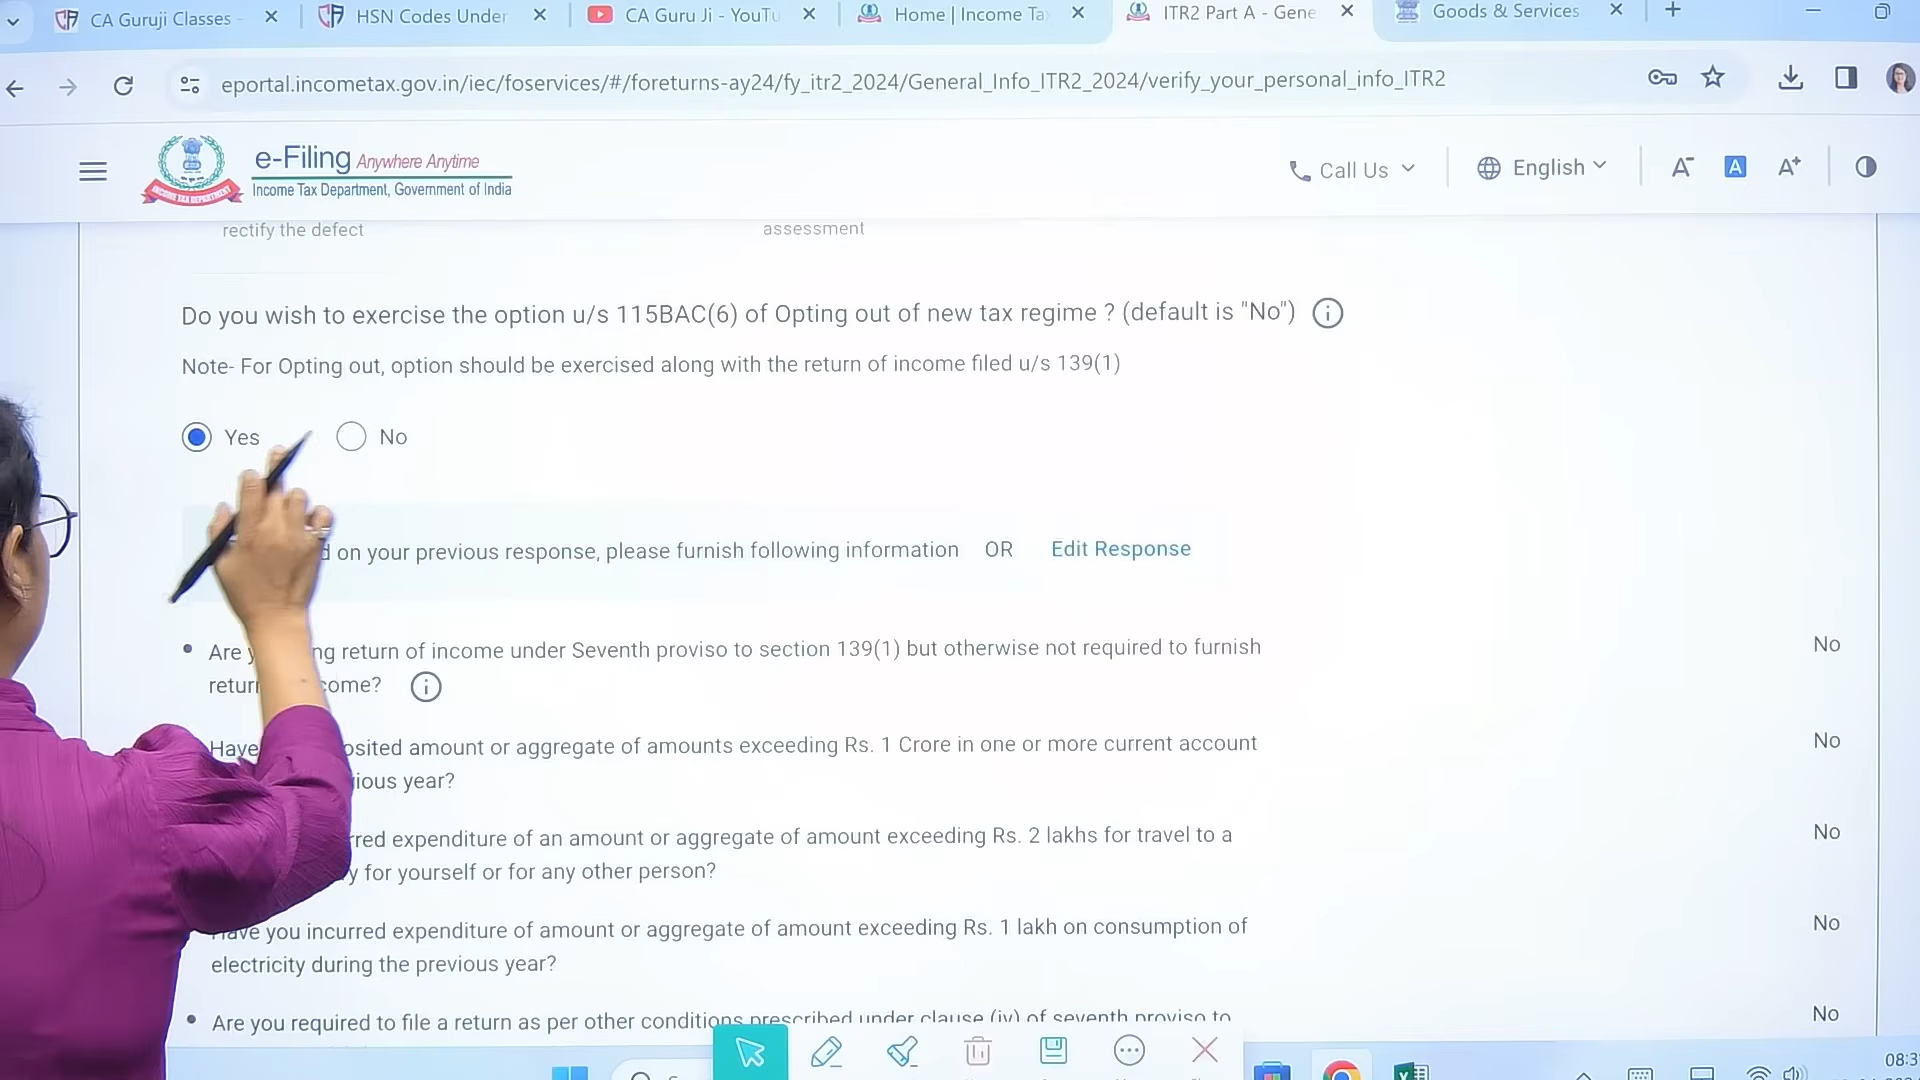 CA Guruji Classes -
HSN Codes Under
CA Guru Ji - YouTu
Home | Income Ta
ITR2 Part A - Gene
Goods & Services
eportal.incometax.gov.in/iec/foservices/#/foreturns-ay24/fy_itr2_2024/General_Info_ITR2_2024/verify_your_personal_info_ITR2
e-Filing Anywhere Anytime
Income Tax Department, Government of India
INCOME TAX DEPARTMENT
Call Us
English
A-
A
A+
rectify the defect
assessment
Do you wish to exercise the option u/s 115BAC(6) of Opting out of new tax regime ? (default is "No")
Note- For Opting out, option should be exercised along with the return of income filed u/s 139(1)
Yes
No
d on your previous response, please furnish following information OR Edit Response
Are y ng return of income under Seventh proviso to section 139(1) but otherwise not required to furnish No
retur come?
Have osited amount or aggregate of amounts exceeding Rs. 1 Crore in one or more current account No
ious year?
rred expenditure of an amount or aggregate of amount exceeding Rs. 2 lakhs for travel to a No
y for yourself or for any other person?
Have you incurred expenditure of amount or aggregate of amount exceeding Rs. 1 lakh on consumption of No
electricity during the previous year?
Are you required to file a return as per other conditions prescribed under clause (iv) of seventh proviso to No
08:3